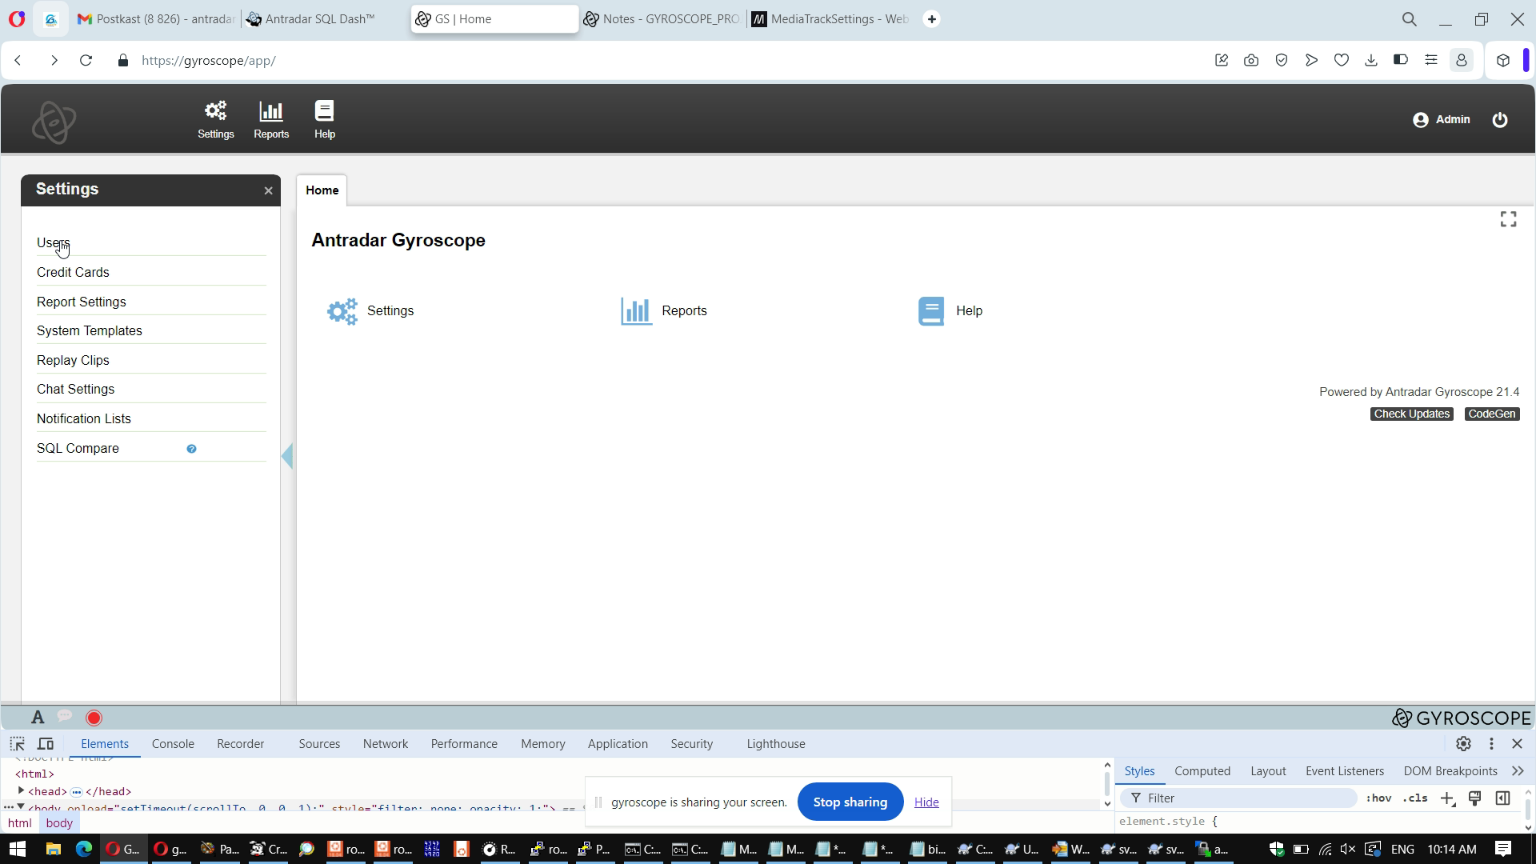 Postkast (8 826) - antradar
Antradar SQL Dash™
GS | Home
Notes - GYROSCOPE_PRO
MediaTrackSettings - Web
https://gyroscope/app/
Settings
Reports
Help
Admin
Settings
Home
Users
Credit Cards
Report Settings
System Templates
Replay Clips
Chat Settings
Notification Lists
SQL Compare
Antradar Gyroscope
Settings
Reports
Help
Powered by Antradar Gyroscope 21.4
Check Updates CodeGen
A
GYROSCOPE
Elements Console Recorder Sources Network Performance Memory Application Security Lighthouse
<html>
<head> </head>
<body onload="setTimeout(scrollTo, 0, 0, 1);" style="filter: none; opacity: 1;"> ==
html body
gyroscope is sharing your screen. Stop sharing Hide
Styles Computed Layout Event Listeners DOM Breakpoints
Filter :hov .cls
element.style {
G... g... Pa... Cr... ro... ro... R... ro... P... C:... C:... M... M... *... *... bi... C:... U... W... sv... sv... a...
ENG 10:14 AM